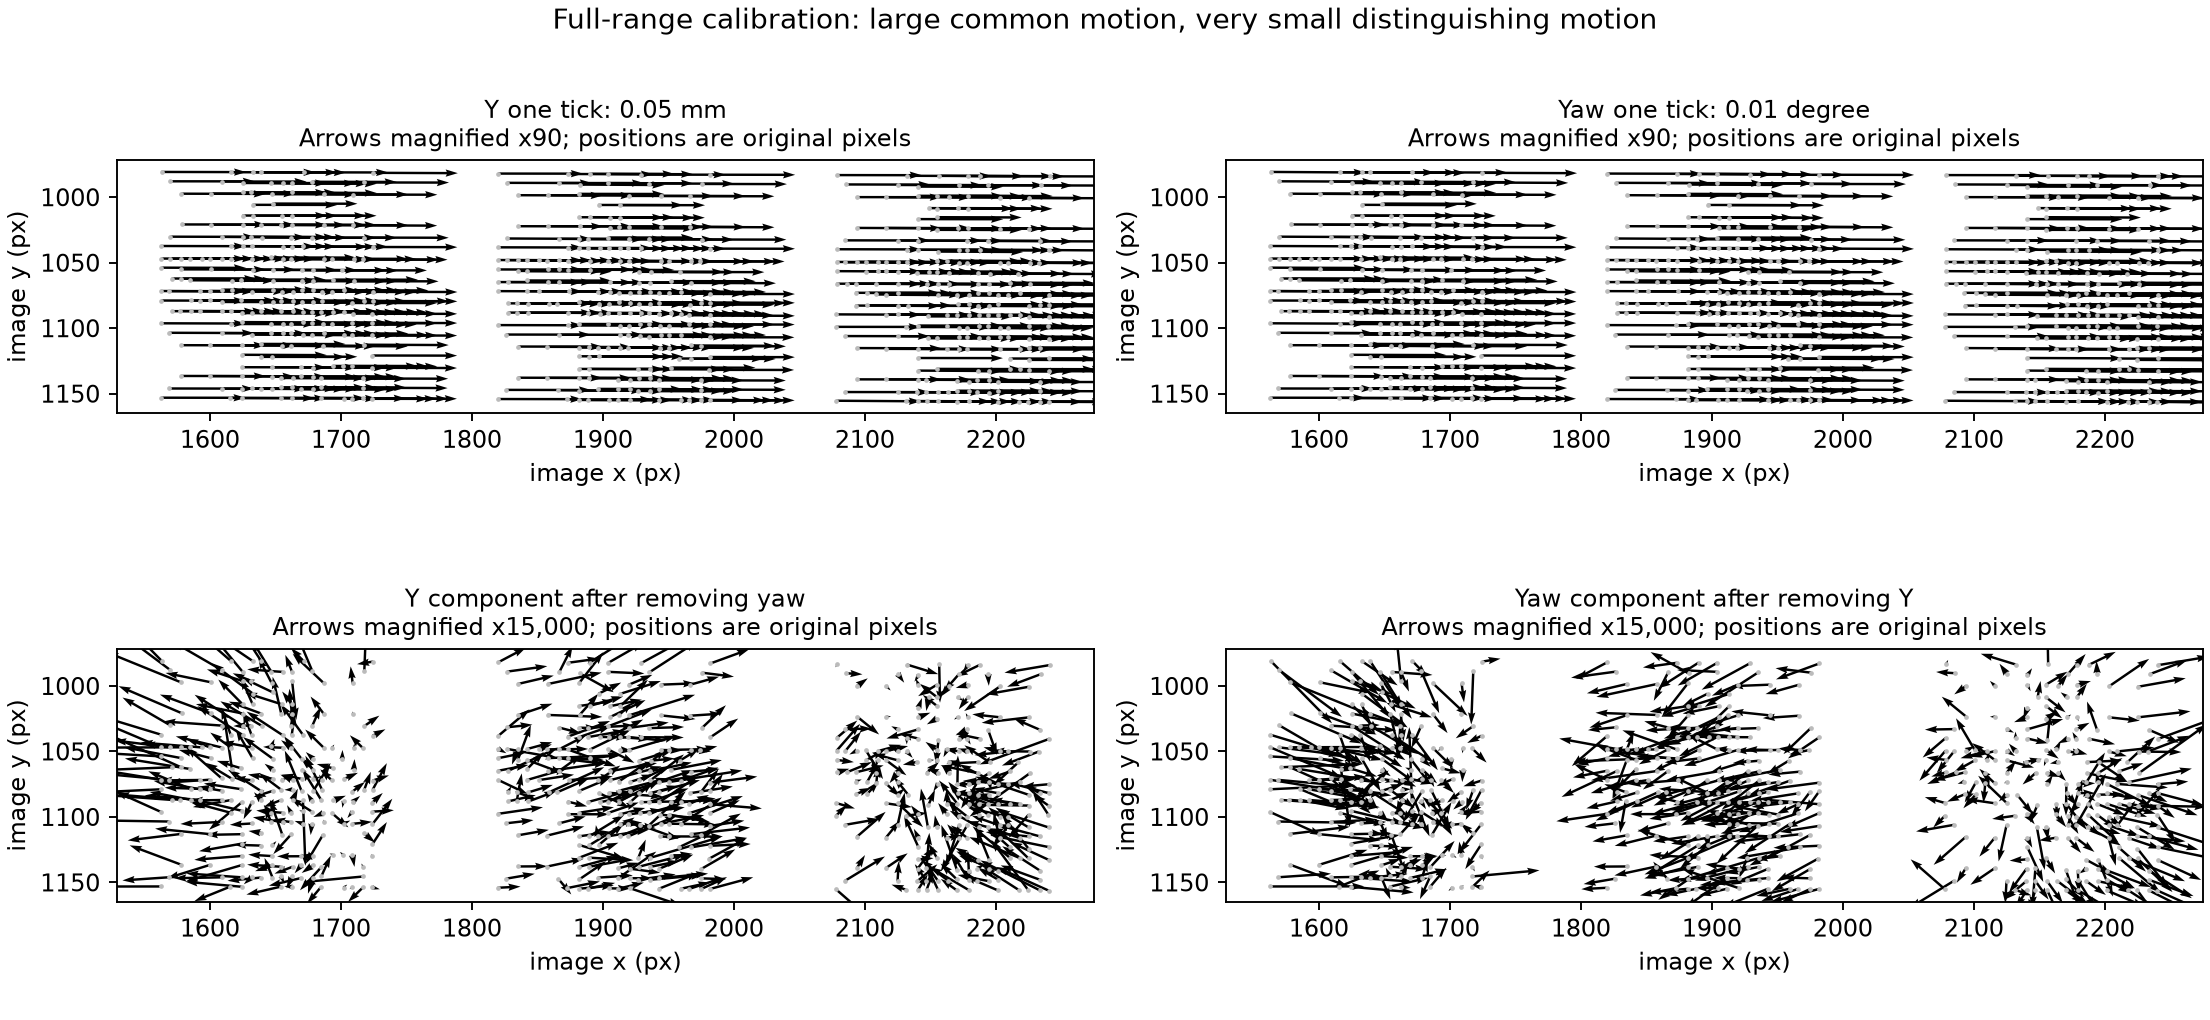 Full-range calibration: large common motion, very small distinguishing motion
Y one tick: 0.05 mm
Arrows magnified x90; positions are original pixels
image y (px)
1000
1050
1100
1150
1600 1700 1800 1900 2000 2100 2200
image x (px)
Yaw one tick: 0.01 degree
Arrows magnified x90; positions are original pixels
image y (px)
1000
1050
1100
1150
1600 1700 1800 1900 2000 2100 2200
image x (px)
Y component after removing yaw
Arrows magnified x15,000; positions are original pixels
image y (px)
1000
1050
1100
1150
1600 1700 1800 1900 2000 2100 2200
image x (px)
Yaw component after removing Y
Arrows magnified x15,000; positions are original pixels
image y (px)
1000
1050
1100
1150
1600 1700 1800 1900 2000 2100 2200
image x (px)